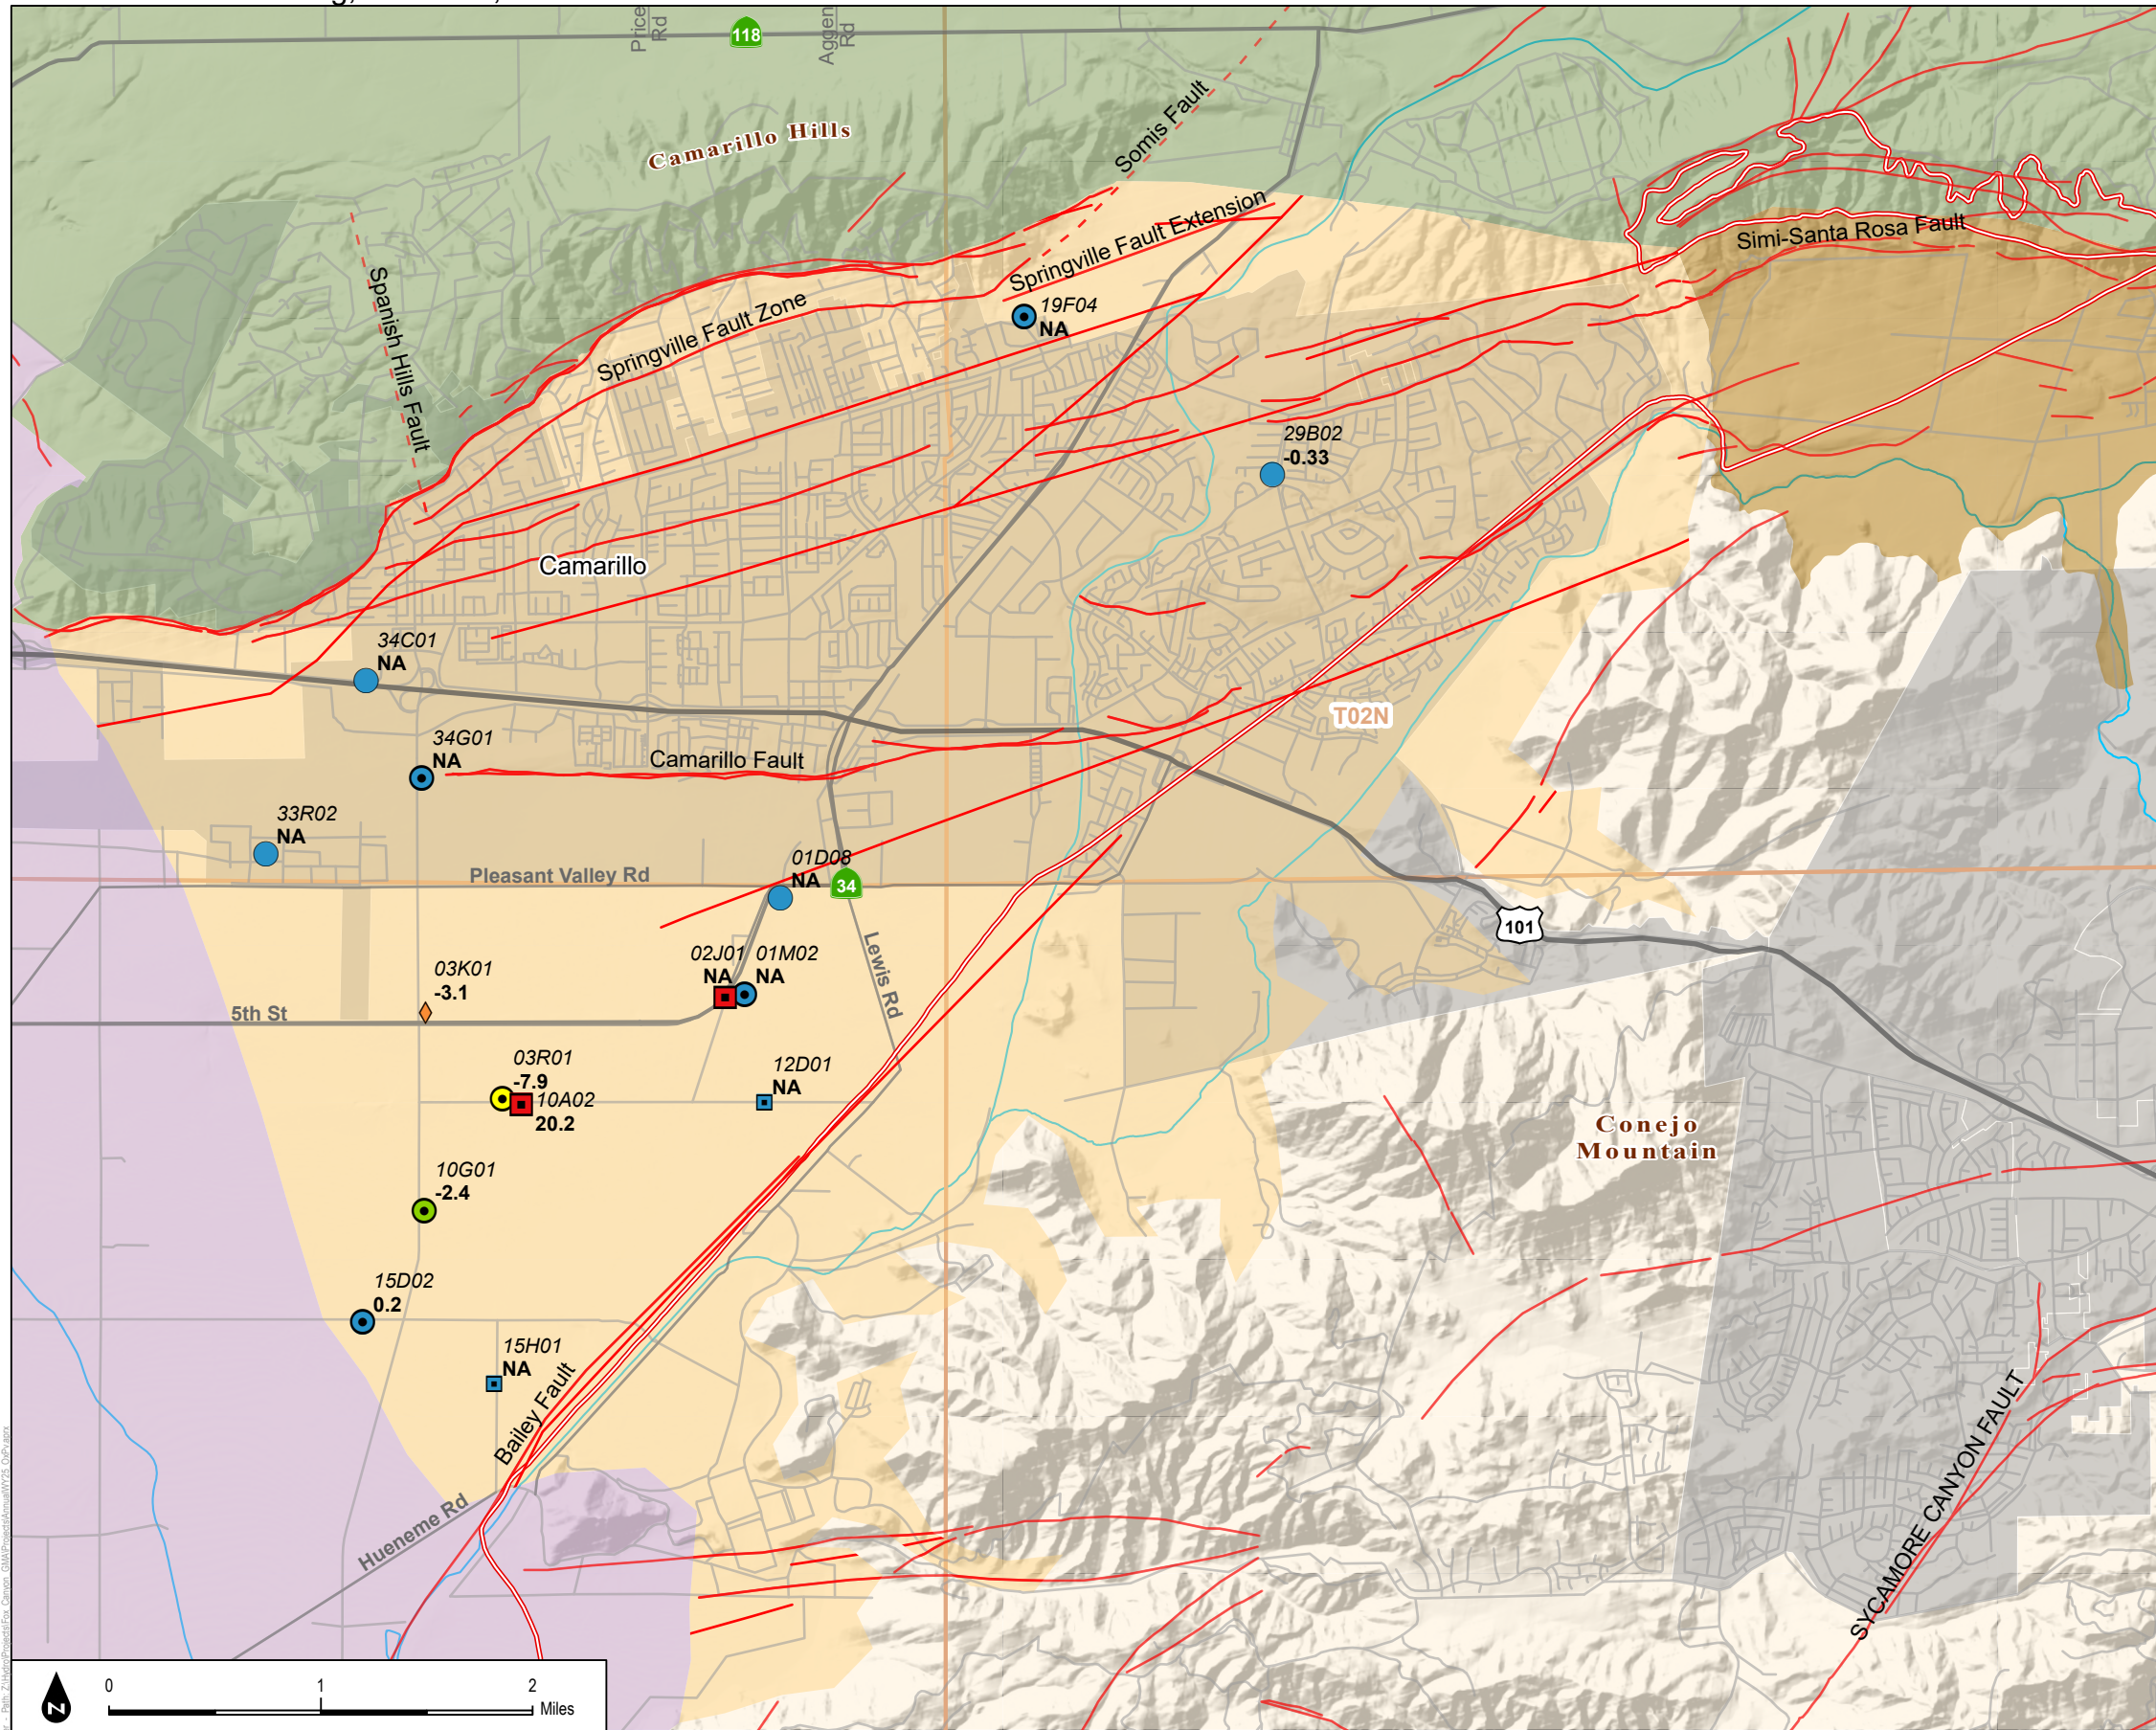 Price
Rd
118
Aggen
Rd
Camarillo Hills
Somis Fault
Springville Fault Extension
Simi-Santa Rosa Fault
Spanish Hills Fault
Springville Fault Zone
19F04
NA
29B02
-0.33
Camarillo
34C01
NA
T02N
34G01
NA
Camarillo Fault
33R02
NA
01D08
NA
Pleasant Valley Rd
34
101
Lewis Rd
02J01
NA
01M02
NA
03K01
-3.1
5th St
03R01
-7.9
10A02
20.2
12D01
NA
Conejo
Mountain
10G01
-2.4
15D02
0.2
15H01
NA
Bailey Fault
Hueneme Rd
SYCAMORE CANYON FAULT
N
0 1 2
Miles